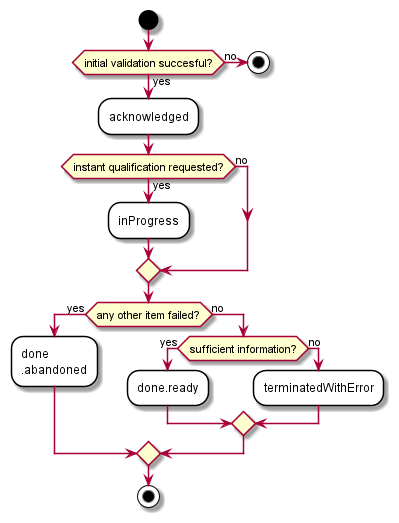 initial validation succesful?
no
yes
acknowledged
instant qualification requested?
no
yes
inProgress
yes
any other item failed?
no
done
.abandoned
yes
sufficient information?
no
done.ready
terminatedWithError